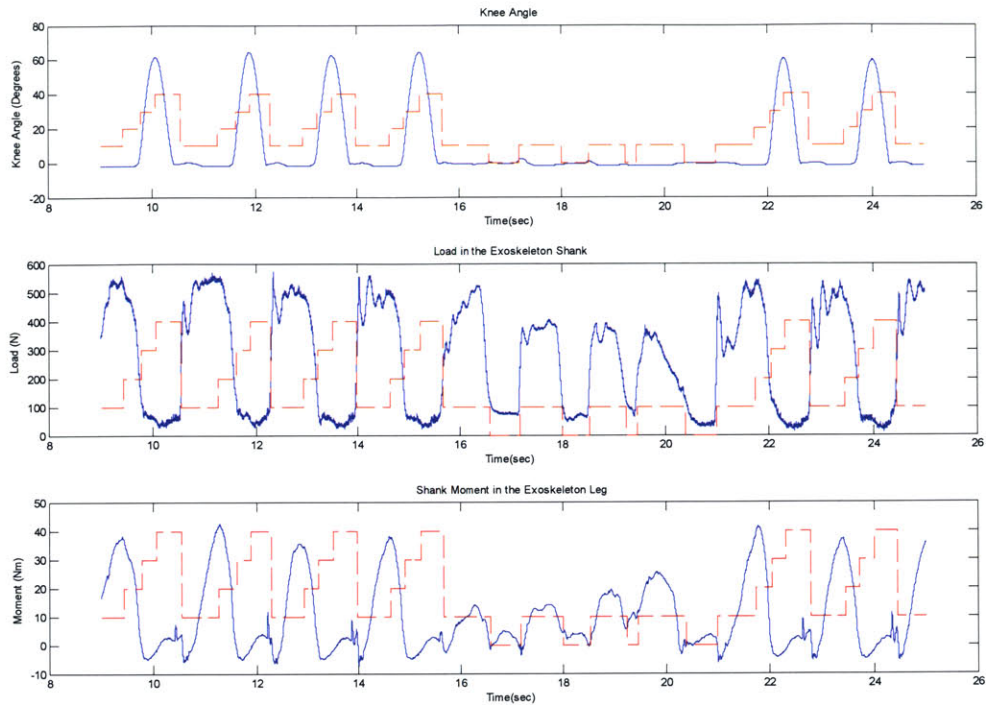 Knee Angle
Knee Angle (Degrees)
80
60
40
20
0
-20
8 10 12 14 16 18 20 22 24 26
Time(sec)
Load in the Exoskeleton Shank
Load (N)
600
500
400
300
200
100
0
8 10 12 14 16 18 20 22 24 26
Time(sec)
Shank Moment in the Exoskeleton Leg
Moment (Nm)
50
40
30
20
10
0
-10
8 10 12 14 16 18 20 22 24 26
Time(sec)